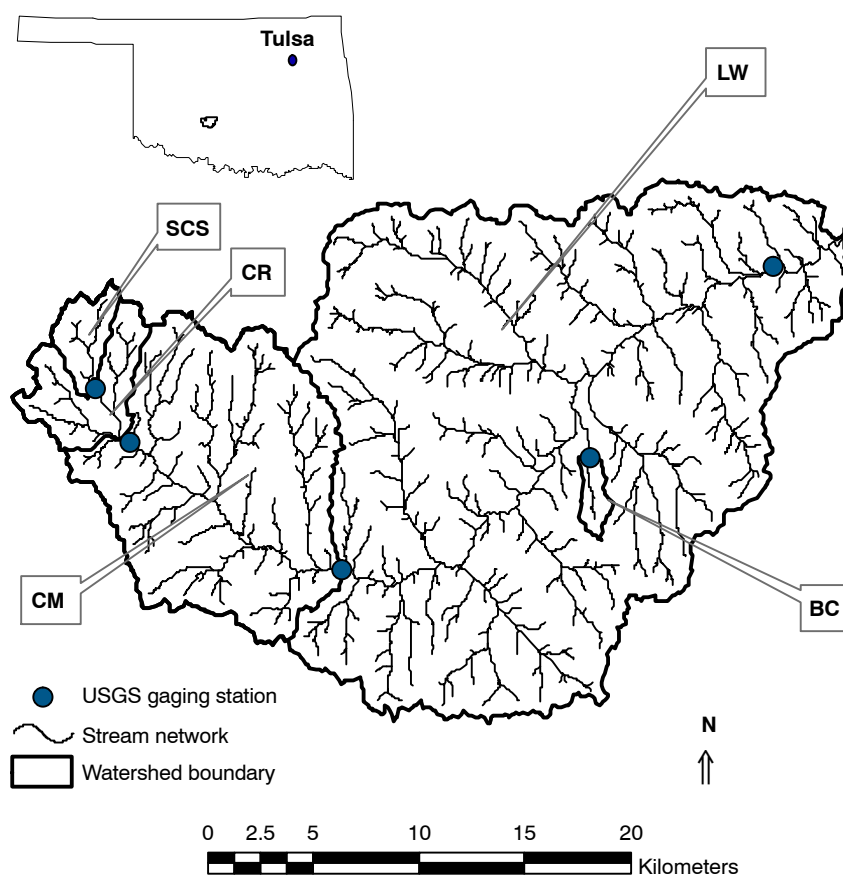 Tulsa
LW
SCS
CR
CM
BC
USGS gaging station
Stream network
Watershed boundary
N
0 2.5 5 10 15 20
Kilometers